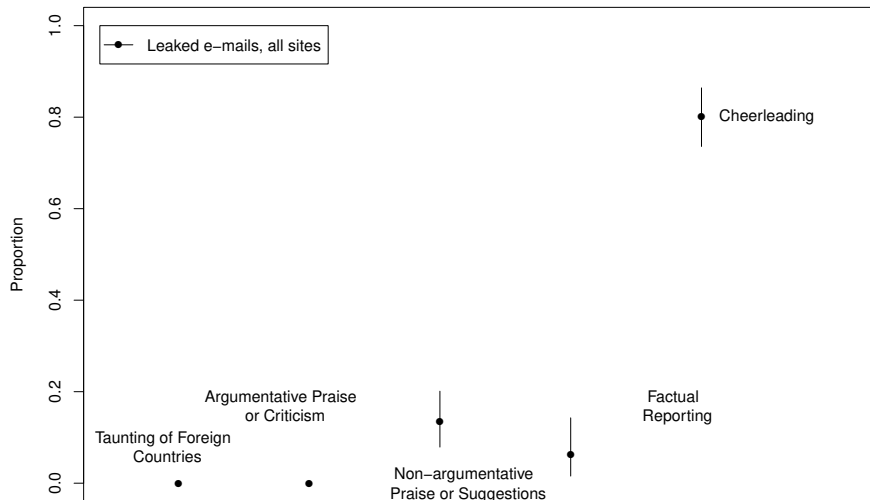 1.0
Leaked e−mails, all sites
0.8
Cheerleading
0.6
Proportion
0.4
0.2
Argumentative Praise
or Criticism
Factual
Reporting
Taunting of Foreign
Countries
Non−argumentative
Praise or Suggestions
0.0